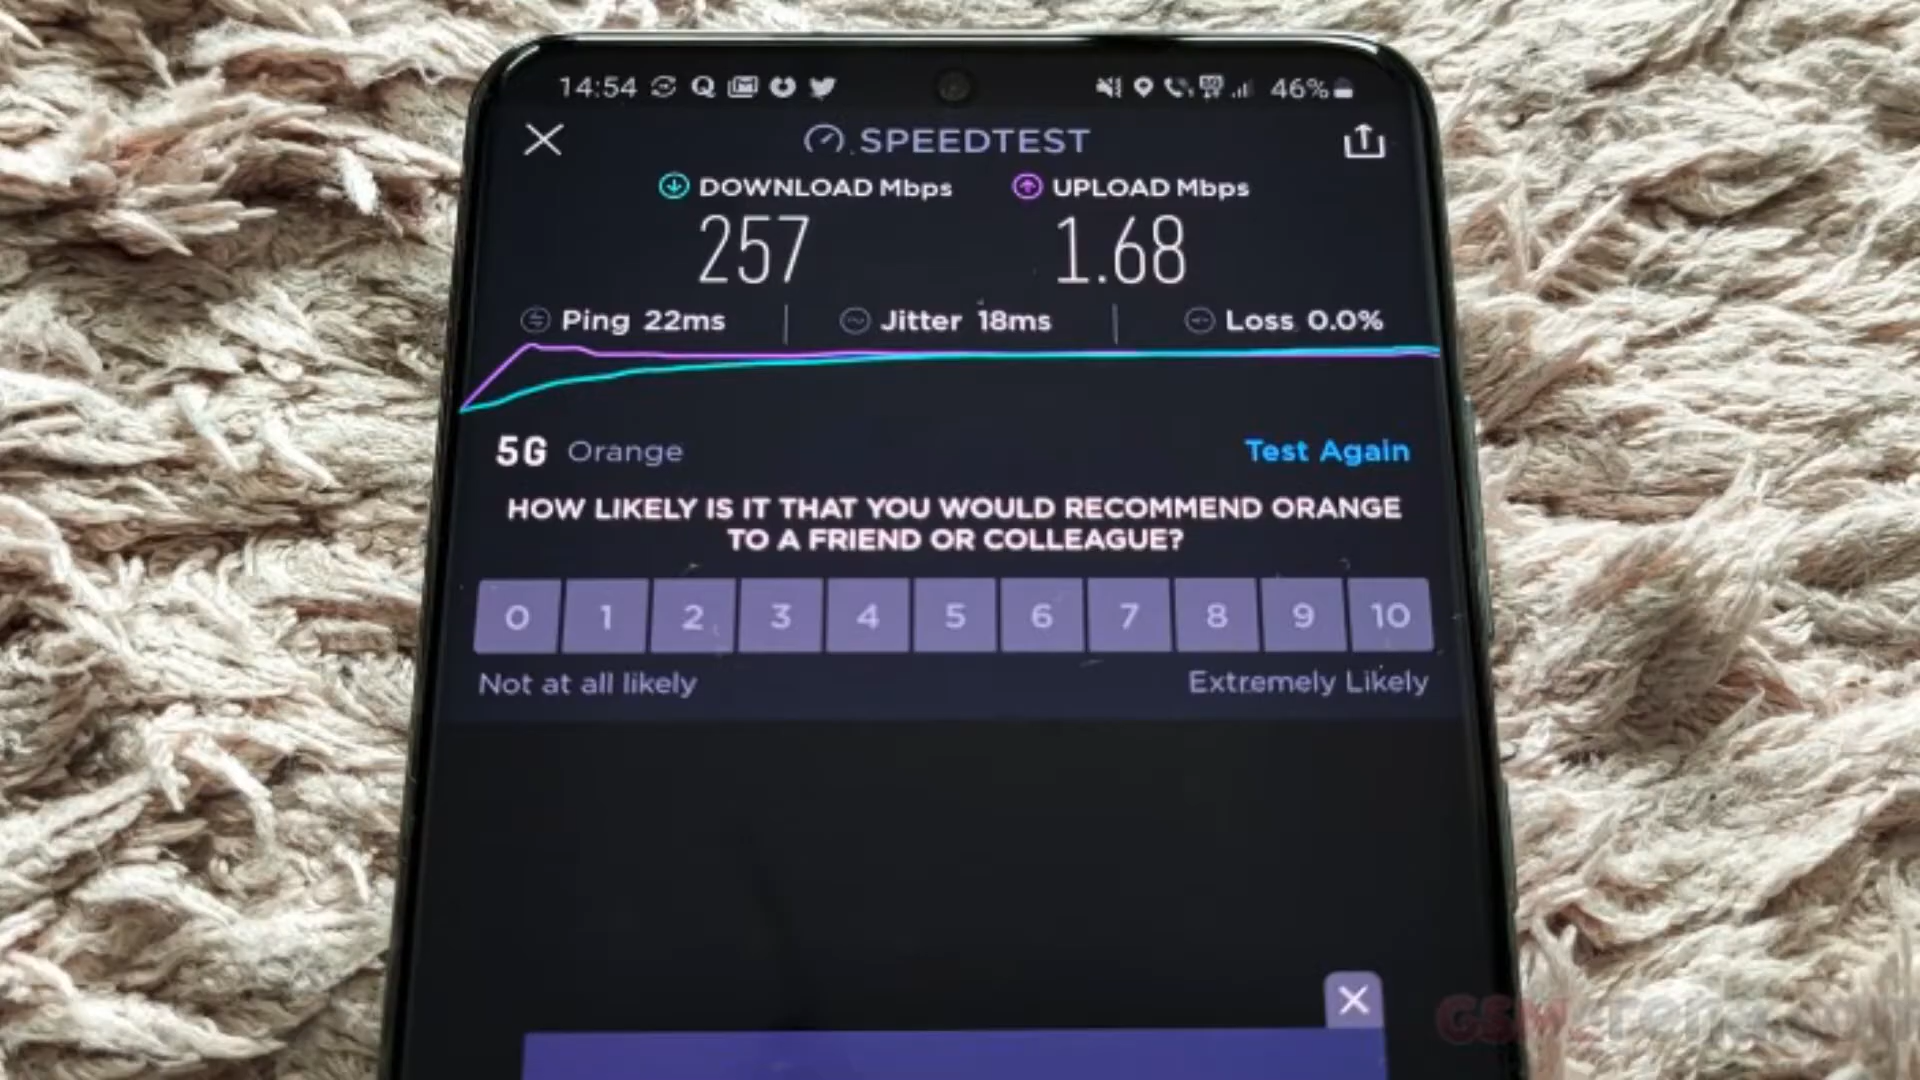 14:54
46%
SPEEDTEST
DOWNLOAD Mbps
UPLOAD Mbps
257
1.68
Ping 22ms
Jitter 18ms
Loss 0.0%
5G Orange
Test Again
HOW LIKELY IS IT THAT YOU WOULD RECOMMEND ORANGE
TO A FRIEND OR COLLEAGUE?
0 1 2 3 4 5 6 7 8 9 10
Not at all likely
Extremely Likely